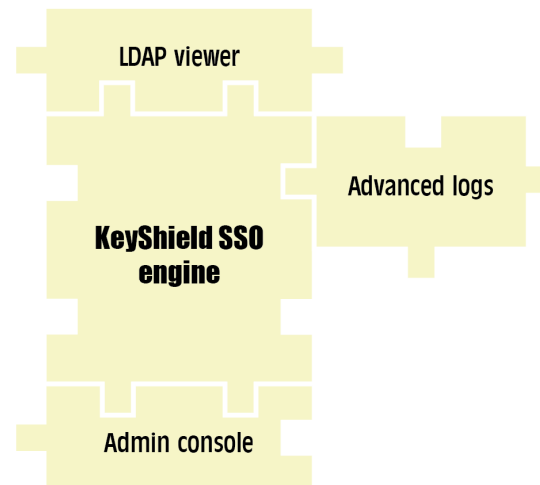 LDAP viewer
Advanced logs
KeyShield SSO
engine
Admin console